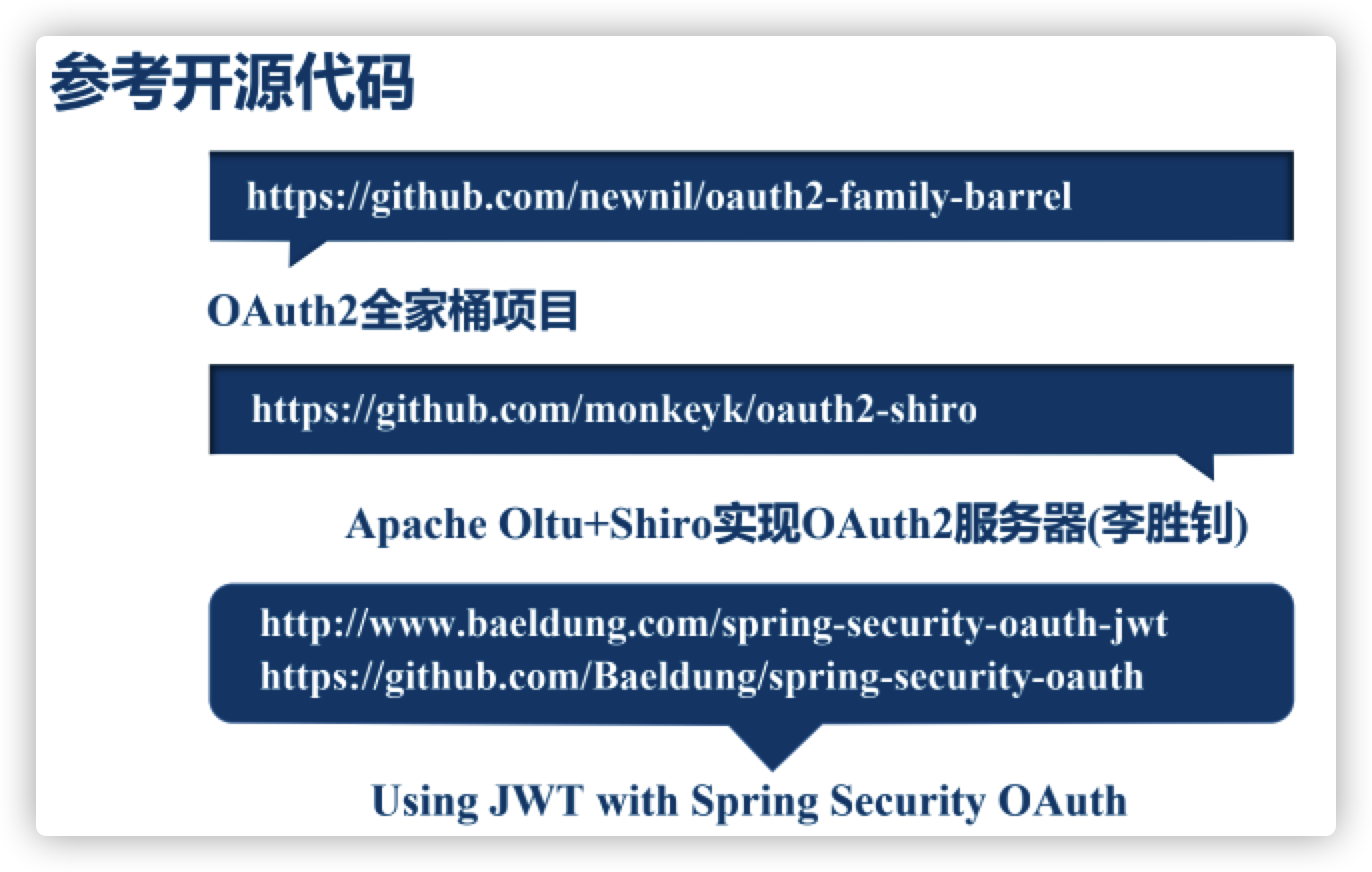 参考开源代码
https://github.com/newnil/oauth2-family-barrel
OAuth2全家桶项目
https://github.com/monkeyk/oauth2-shiro
Apache Oltu+Shiro实现OAuth2服务器(李胜钊)
http://www.baeldung.com/spring-security-oauth-jwt
https://github.com/Baeldung/spring-security-oauth
Using JWT with Spring Security OAuth